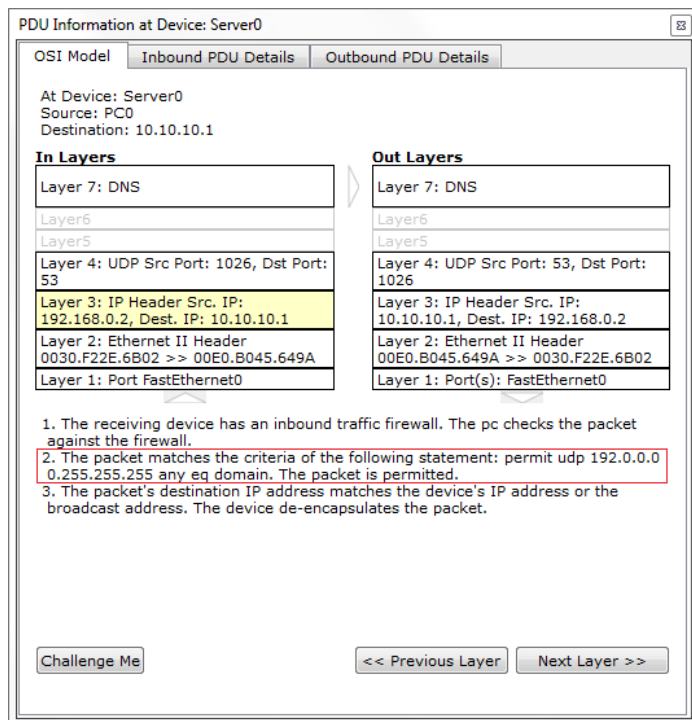 PDU Information at Device: Server0
OSI Model
Inbound PDU Details
Outbound PDU Details
At Device: Server0
Source: PC0
Destination: 10.10.10.1
In Layers
Layer 7: DNS
Layer6
Layer5
Layer 4: UDP Src Port: 1026, Dst Port:
53
Layer 3: IP Header Src. IP:
192.168.0.2, Dest. IP: 10.10.10.1
Layer 2: Ethernet II Header
0030.F22E.6B02 >> 00E0.B045.649A
Layer 1: Port FastEthernet0
Out Layers
Layer 7: DNS
Layer6
Layer5
Layer 4: UDP Src Port: 53, Dst Port:
1026
Layer 3: IP Header Src. IP:
10.10.10.1, Dest. IP: 192.168.0.2
Layer 2: Ethernet II Header
00E0.B045.649A >> 0030.F22E.6B02
Layer 1: Port(s): FastEthernet0
1. The receiving device has an inbound traffic firewall. The pc checks the packet
against the firewall.
2. The packet matches the criteria of the following statement: permit udp 192.0.0.0
0.255.255.255 any eq domain. The packet is permitted.
3. The packet's destination IP address matches the device's IP address or the
broadcast address. The device de-encapsulates the packet.
Challenge Me
<< Previous Layer
Next Layer >>